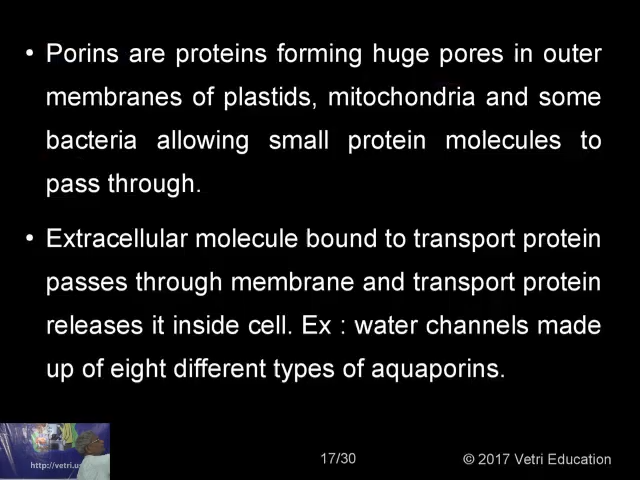 • Porins are proteins forming huge pores in outer
membranes of plastids, mitochondria and some
bacteria allowing small protein molecules to
pass through.
• Extracellular molecule bound to transport protein
passes through membrane and transport protein
releases it inside cell. Ex : water channels made
up of eight different types of aquaporins.
http://vetri.
17/30
© 2017 Vetri Education